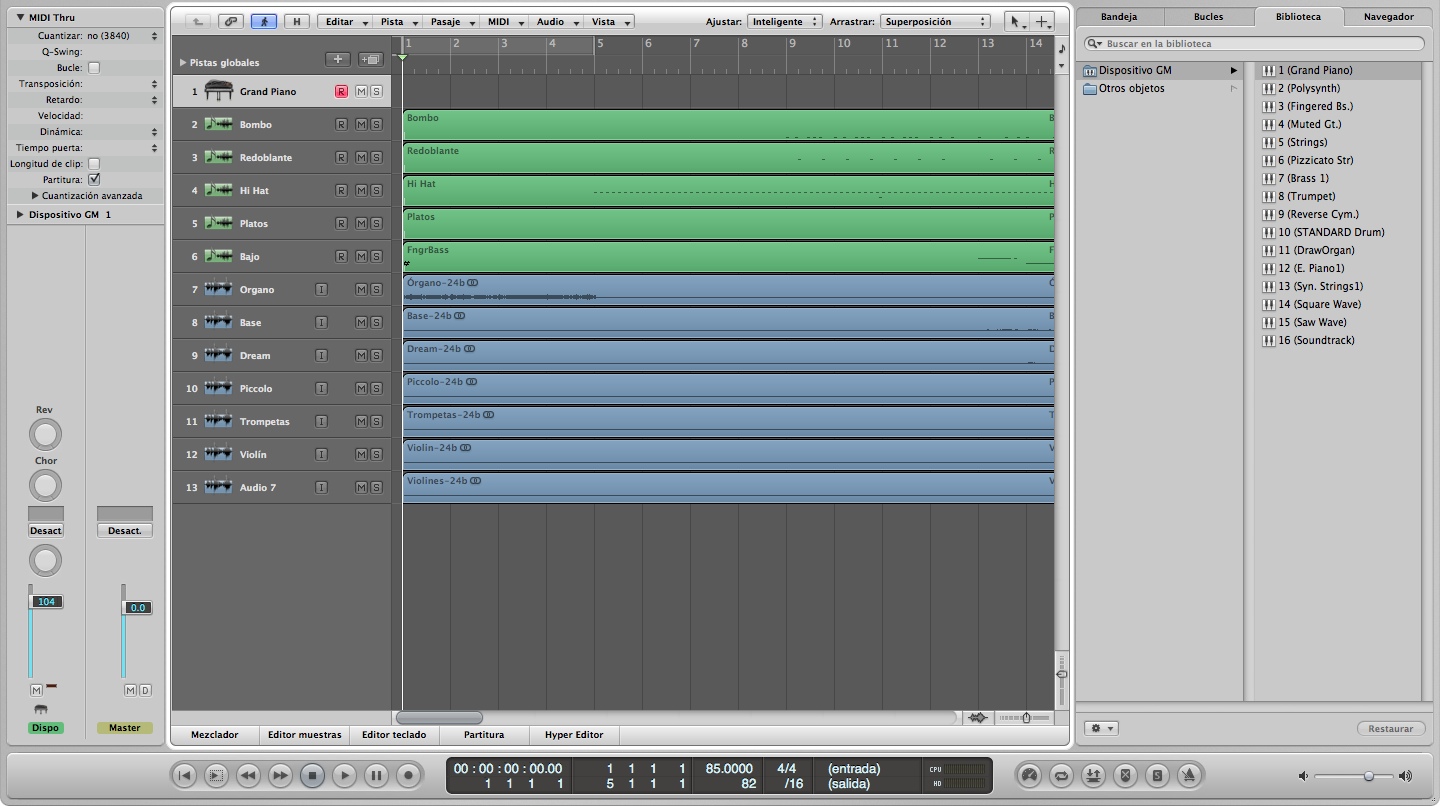 MIDI Thru
Cuantizar: no (3840)
Q-Swing:
Bucle:
Transposición:
Retardo:
Velocidad:
Dinámica:
Tiempo puerta:
Longitud de clip:
Partitura:
Cuantización avanzada
Dispositivo GM 1
Rev
Chor
Desact
Desact.
104
0.0
M
M D
Dispo
Master
H
Editar
Pista
Pasaje
MIDI
Audio
Vista
Ajustar: Inteligente
Arrastrar: Superposición
Pistas globales
1 2 3 4 5 6 7 8 9 10 11 12 13 14
1 Grand Piano R M S
2 Bombo R M S
Bombo B
3 Redoblante R M S
Redoblante R
4 Hi Hat R M S
Hi Hat H
5 Platos R M S
Platos P
6 Bajo R M S
FngrBass F
7 Organo I M S
Órgano-24b Ó
8 Base I M S
Base-24b B
9 Dream I M S
Dream-24b D
10 Piccolo I M S
Piccolo-24b P
11 Trompetas I M S
Trompetas-24b T
12 Violín I M S
Violin-24b V
13 Audio 7 I M S
Violines-24b V
Mezclador
Editor muestras
Editor teclado
Partitura
Hyper Editor
Bandeja
Bucles
Biblioteca
Navegador
Buscar en la biblioteca
Dispositivo GM
Otros objetos
1 (Grand Piano)
2 (Polysynth)
3 (Fingered Bs.)
4 (Muted Gt.)
5 (Strings)
6 (Pizzicato Str)
7 (Brass 1)
8 (Trumpet)
9 (Reverse Cym.)
10 (STANDARD Drum)
11 (DrawOrgan)
12 (E. Piano1)
13 (Syn. Strings1)
14 (Square Wave)
15 (Saw Wave)
16 (Soundtrack)
Restaurar
00 : 00 : 00 : 00.00 1 1 1 1 85.0000 4/4 (entrada) CPU
1 1 1 1 5 1 1 1 82 /16 (salida) HD
S